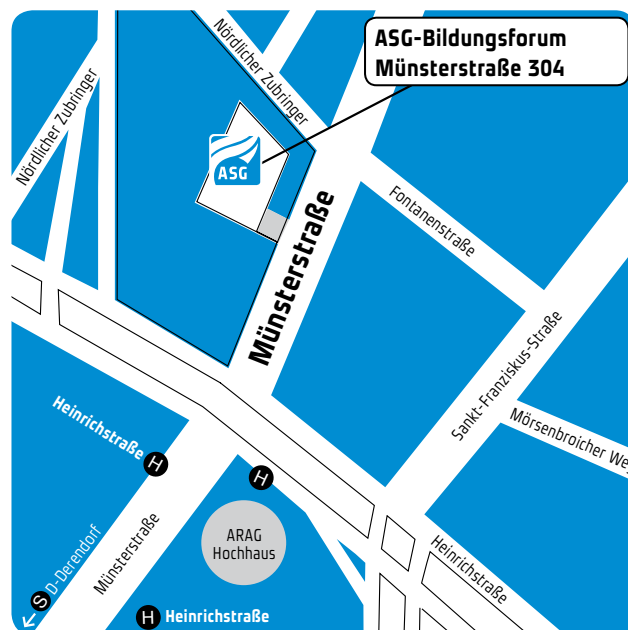 ASG-Bildungsforum
Münsterstraße 304
Nördlicher Zubringer
Nördlicher Zubringer
ASG
Münsterstraße
Fontanenstraße
Sankt-Franziskus-Straße
Mörsenbroicher Weg
Heinrichstraße
H
H
ARAG
Hochhaus
Heinrichstraße
Münsterstraße
S D-Derendorf
H Heinrichstraße